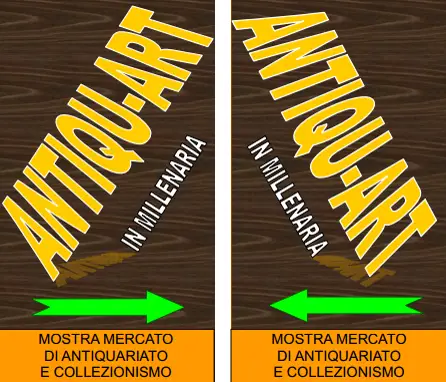 ANTIQU-ART
IN MILLENARIA
MOSTRA MERCATO
DI ANTIQUARIATO
E COLLEZIONISMO
ANTIQU-ART
IN MILLENARIA
MOSTRA MERCATO
DI ANTIQUARIATO
E COLLEZIONISMO